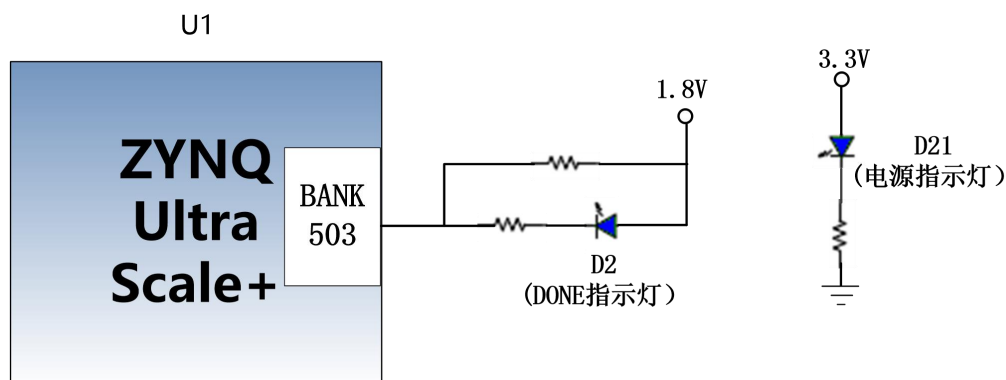 U1
ZYNQ
Ultra
Scale+
BANK
503
1.8V
D2
(DONE指示灯)
3.3V
D21
(电源指示灯)